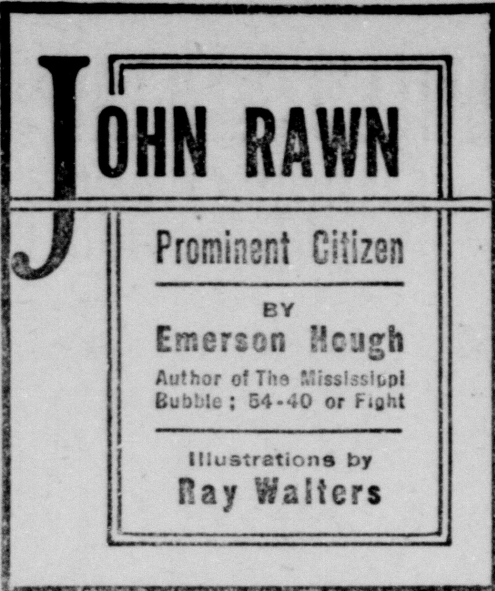 JOHN RAWN
Prominent Citizen
BY
Emerson Hough
Author of The Mississippi
Bubble; 54-40 or Fight
Illustrations by
Ray Walters